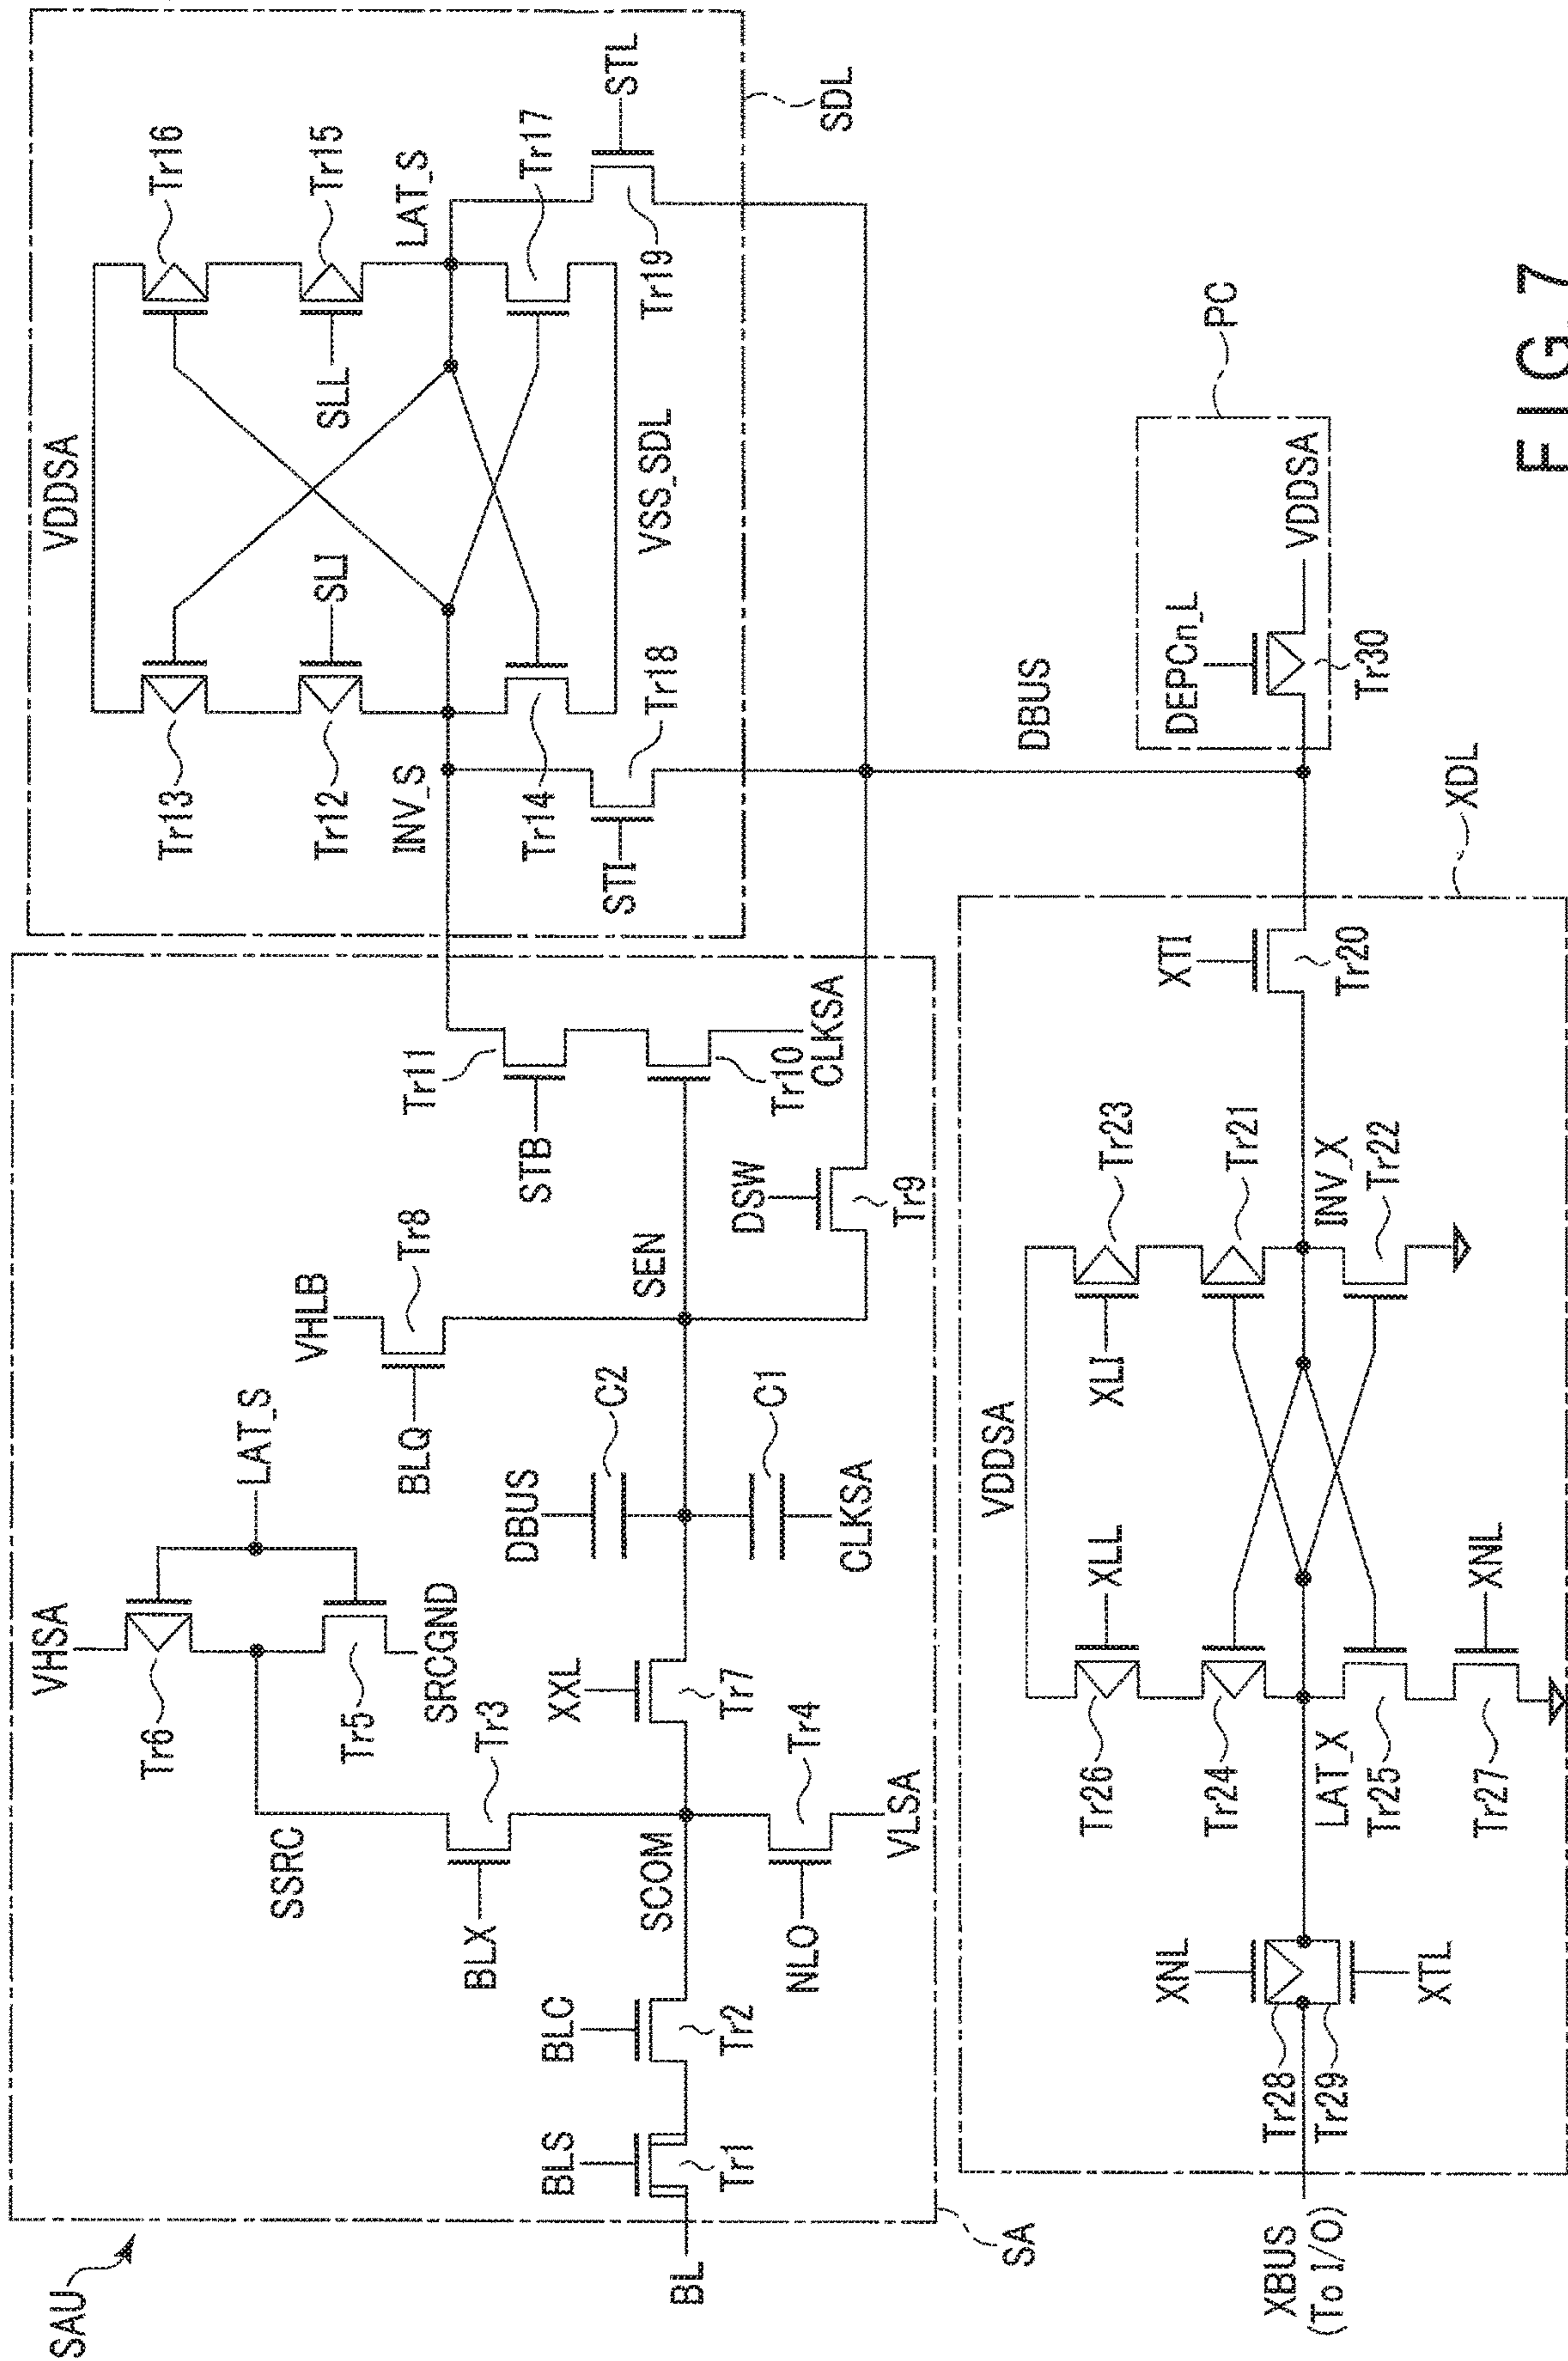 SAU
SA
BL
BLS
Tr1
BLC
Tr2
SSRC
BLX
Tr3
SCOM
NLO
Tr4
VLSA
VHSA
Tr6
Tr5
SRCGND
LAT_S
XXL
Tr7
DBUS
C2
C1
CLKSA
VHLB
BLQ
Tr8
SEN
DSW
Tr9
Tr11
STB
Tr10
CLKSA
SDL
VDDSA
Tr13
Tr12
SLI
INV_S
Tr14
STI
Tr18
Tr16
Tr15
SLL
LAT_S
Tr17
VSS_SDL
Tr19
STL
DBUS
PC
DEPCn_L
VDDSA
Tr30
XDL
XBUS
(To I/O)
XNL
Tr28
Tr29
XTL
VDDSA
XLL
Tr26
Tr24
LAT_X
Tr25
XNL
Tr27
XLI
Tr23
Tr21
INV_X
Tr22
XTI
Tr20
FIG. 7